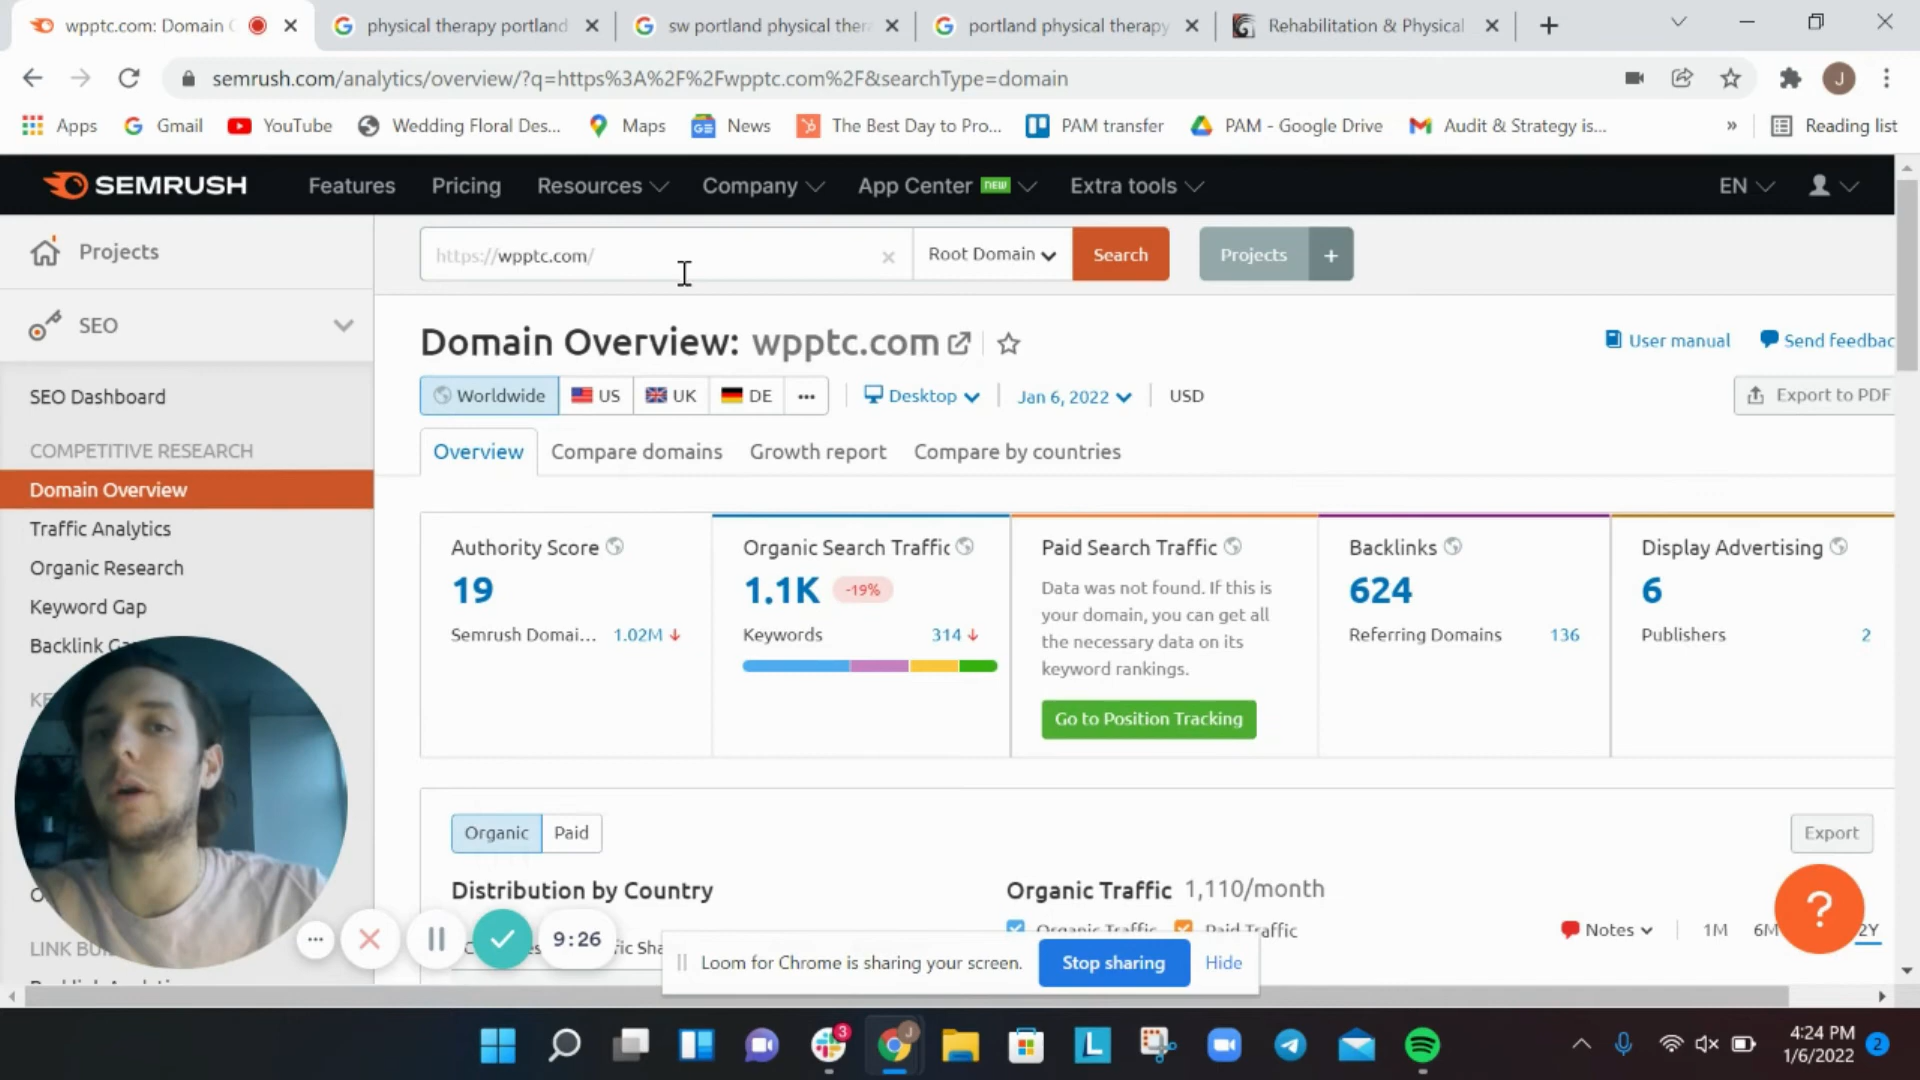 wpptc.com: Domain
physical therapy portland
sw portland physical ther
portland physical therapy
Rehabilitation & Physical
semrush.com/analytics/overview/?q=https%3A%2F%2Fwpptc.com%2F&searchType=domain
J
Apps
Gmail
YouTube
Wedding Floral Des...
Maps
News
The Best Day to Pro...
PAM transfer
PAM - Google Drive
Audit & Strategy is...
»
Reading list
SEMRUSH
Features
Pricing
Resources
Company
App Center NEW
Extra tools
EN
Projects
https://wpptc.com/
Root Domain
Search
Projects
+
SEO
Domain Overview: wpptc.com
User manual
Send feedbac
Worldwide
US
UK
DE
...
Desktop
Jan 6, 2022
USD
Export to PDF
SEO Dashboard
COMPETITIVE RESEARCH
Domain Overview
Traffic Analytics
Organic Research
Keyword Gap
Backlink
Overview
Compare domains
Growth report
Compare by countries
Authority Score
19
Semrush Domai... 1.02M ↓
Organic Search Traffic
1.1K -19%
Keywords 314 ↓
Paid Search Traffic
Data was not found. If this is
your domain, you can get all
the necessary data on its
keyword rankings.
Go to Position Tracking
Backlinks
624
Referring Domains 136
Display Advertising
6
Publishers 2
Organic
Paid
Export
Distribution by Country
Organic Traffic 1,110/month
Organic Traffic
Paid Traffic
Notes
1M
6M
2Y
?
LINK BU
9:26
Loom for Chrome is sharing your screen.
Stop sharing
Hide
3
J
L
4:24 PM
1/6/2022
2